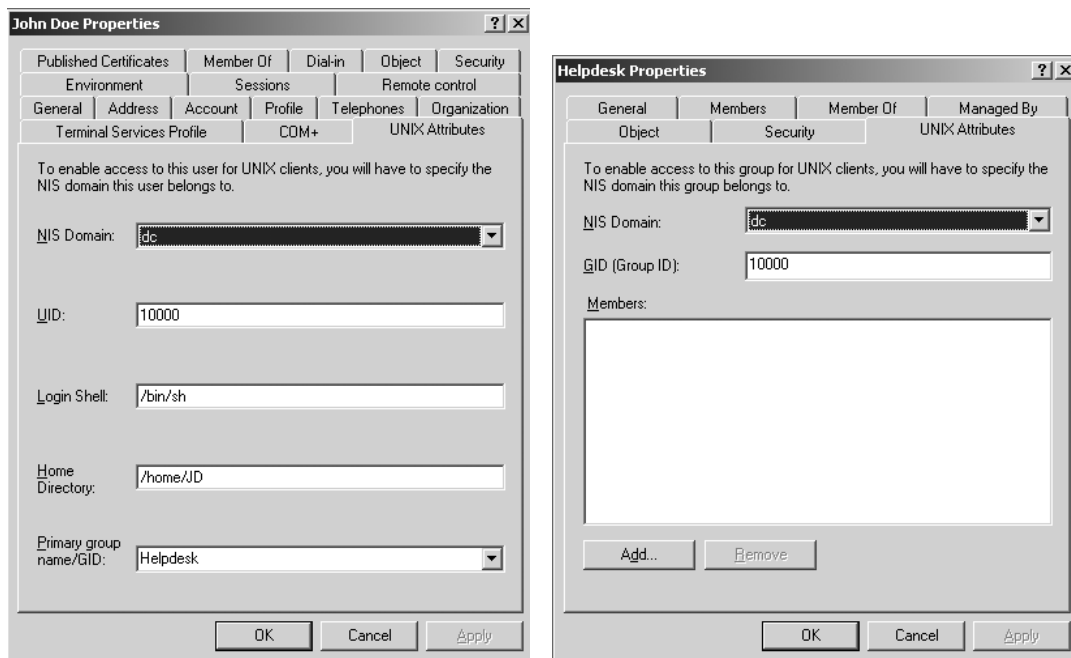 John Doe Properties
Published Certificates Member Of Dial-in Object Security
Environment Sessions Remote control
General Address Account Profile Telephones Organization
Terminal Services Profile COM+ UNIX Attributes
To enable access to this user for UNIX clients, you will have to specify the
NIS domain this user belongs to.
NIS Domain: dc
UID: 10000
Login Shell: /bin/sh
Home
Directory: /home/JD
Primary group
name/GID: Helpdesk
OK Cancel Apply
Helpdesk Properties
General Members Member Of Managed By
Object Security UNIX Attributes
To enable access to this group for UNIX clients, you will have to specify the
NIS domain this group belongs to.
NIS Domain: dc
GID (Group ID): 10000
Members:
Add... Remove
OK Cancel Apply